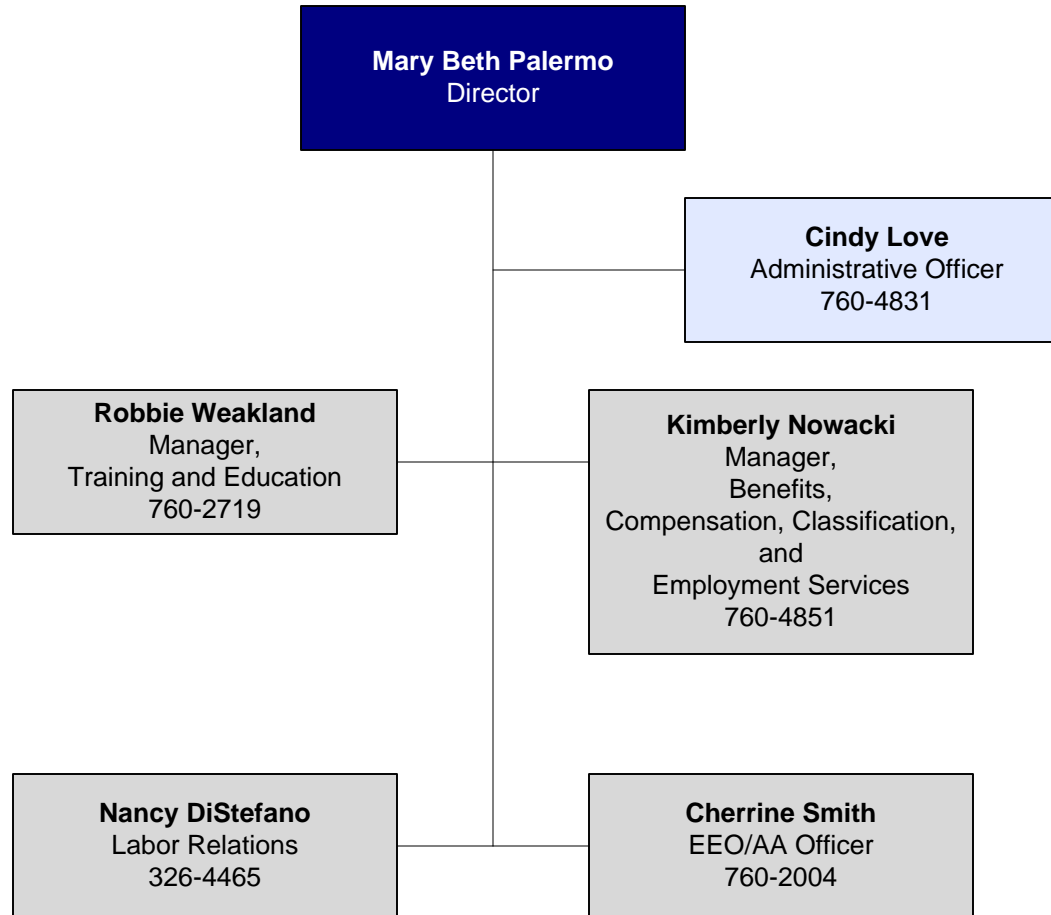 Mary Beth Palermo
Director
Cindy Love
Administrative Officer
760-4831
Robbie Weakland
Manager,
Training and Education
760-2719
Kimberly Nowacki
Manager,
Benefits,
Compensation, Classification,
and
Employment Services
760-4851
Nancy DiStefano
Labor Relations
326-4465
Cherrine Smith
EEO/AA Officer
760-2004